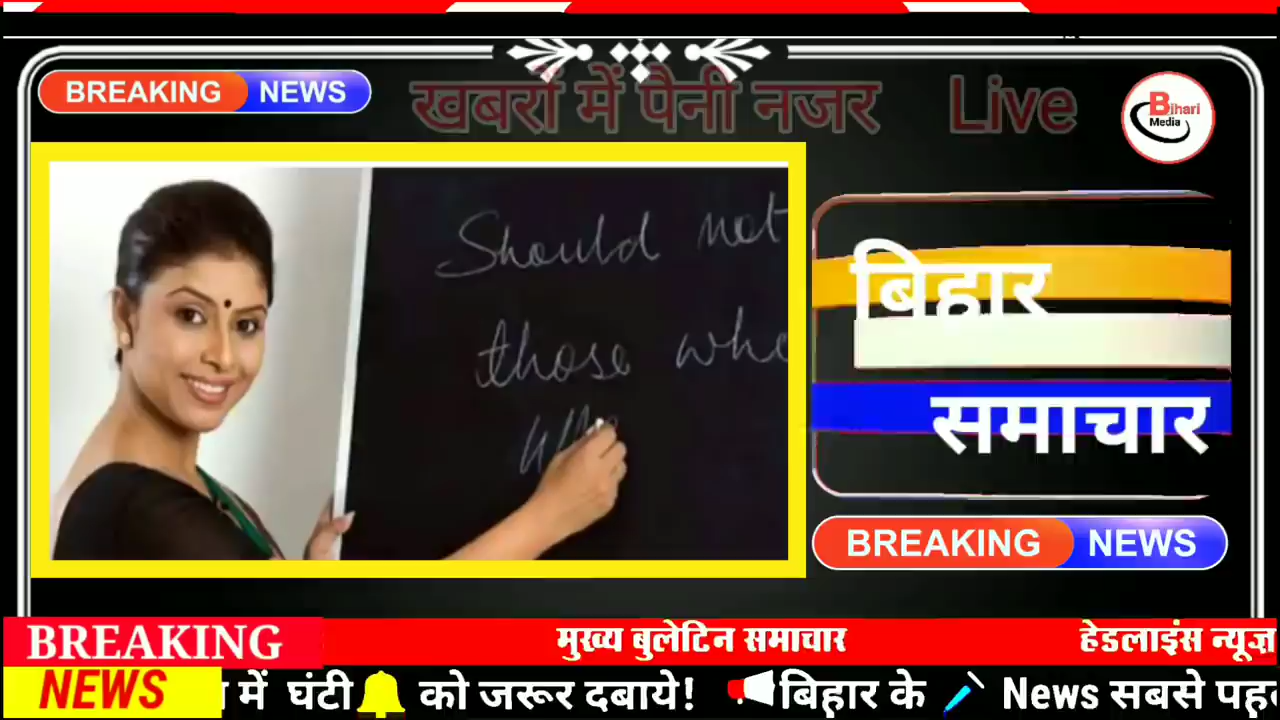 BREAKING NEWS
खबरों में पैनी नजर Live
Bihari
Media
Should not
those
बिहार
समाचार
BREAKING NEWS
BREAKING
मुख्य बुलेटिन समाचार
हेडलाइंस न्यूज
NEWS
में घंटी🔔 को जरूर दबाये!
📢बिहार के 🖊 News सबसे